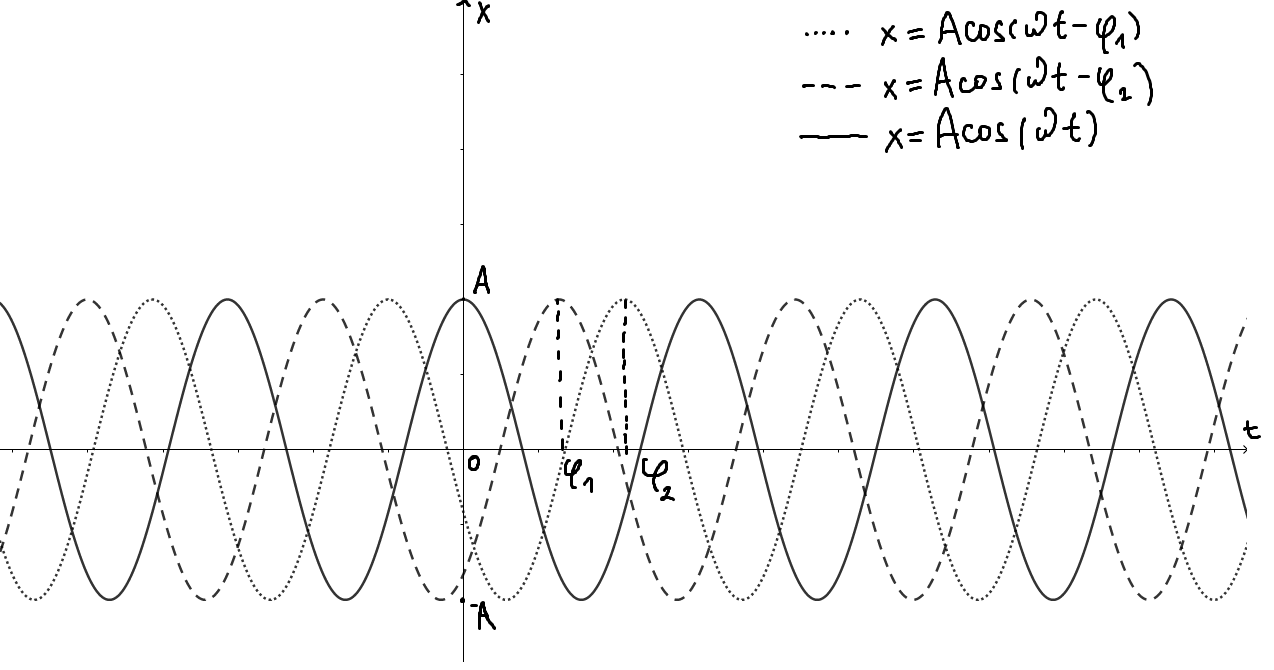 x
..... x = Acos(ωt-φ₁)
--- x = Acos(ωt-φ₂)
— x = Acos(ωt)
A
t
0
φ₁
φ₂
-A